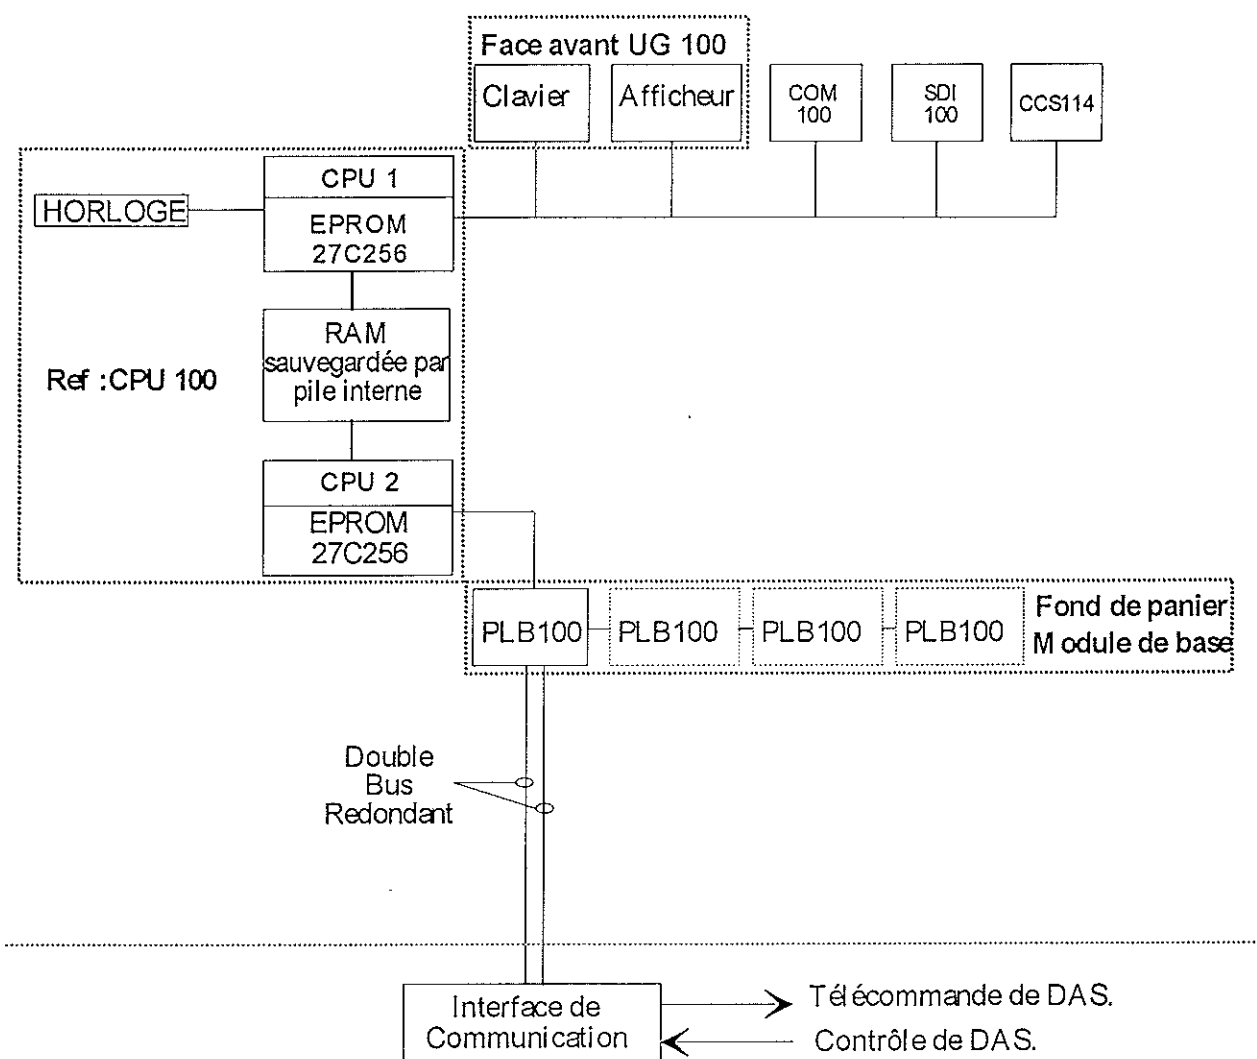 Face avant UG 100
Clavier
Afficheur
COM
100
SDI
100
CCS114
CPU 1
HORLOGE
EPROM
27C256
RAM
sauvegardée par
pile interne
Ref :CPU 100
CPU 2
EPROM
27C256
PLB100
PLB100
PLB100
PLB100
Fond de panier
Module de base
Double
Bus
Redondant
Interface de
Communication
Télécommande de DAS.
Contrôle de DAS.